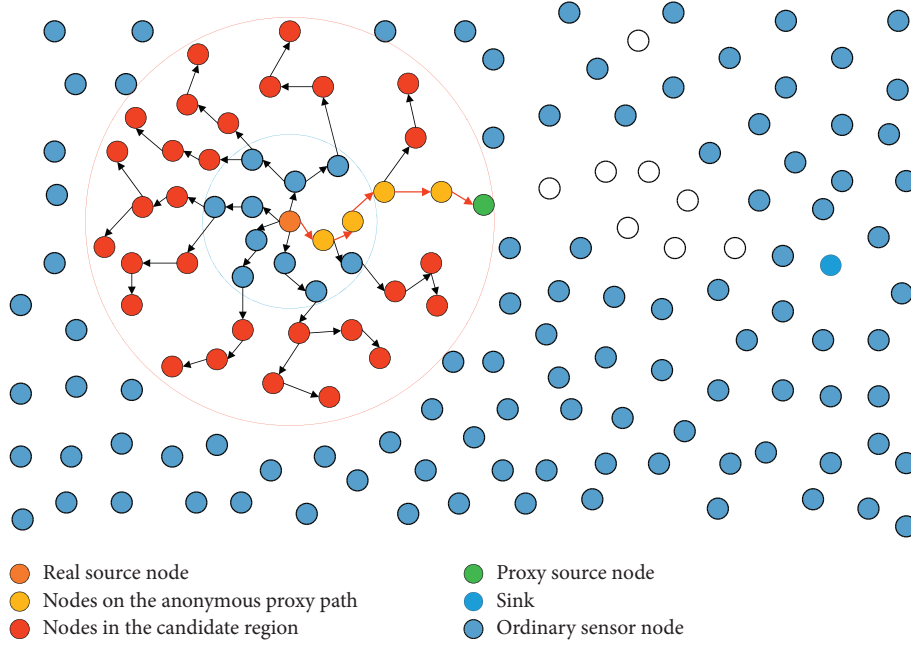 Real source node
Nodes on the anonymous proxy path
Nodes in the candidate region
Proxy source node
Sink
Ordinary sensor node